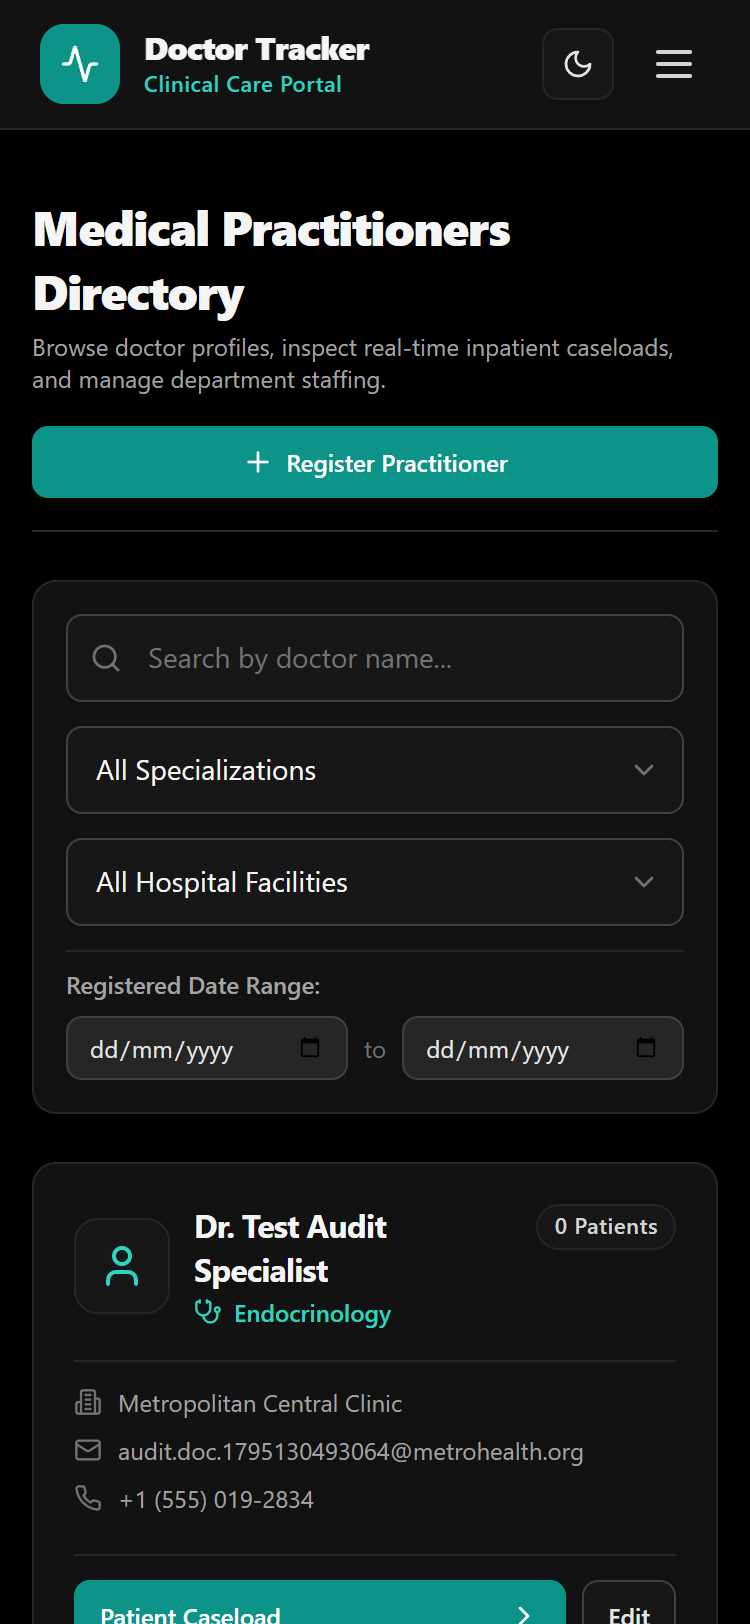 Doctor Tracker
Clinical Care Portal
Medical Practitioners
Directory
Browse doctor profiles, inspect real-time inpatient caseloads,
and manage department staffing.
Register Practitioner
Search by doctor name...
All Specializations
All Hospital Facilities
Registered Date Range:
dd/mm/yyyy to dd/mm/yyyy
Dr. Test Audit
Specialist
0 Patients
Endocrinology
Metropolitan Central Clinic
audit.doc.1795130493064@metrohealth.org
+1 (555) 019-2834
Patient Caseload
Edit